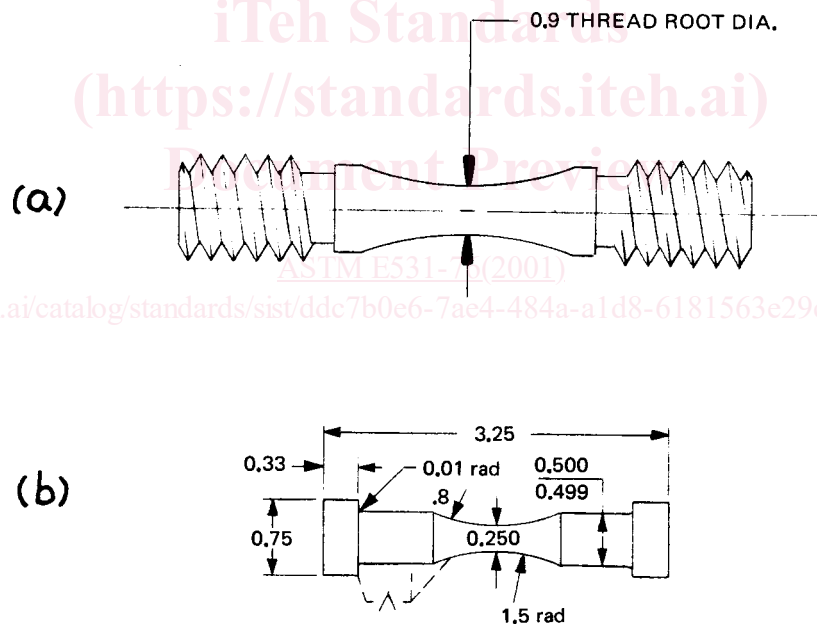 iTeh Standards
0.9 THREAD ROOT DIA.
(https://standards.iteh.ai)
Document Preview
(a)
ASTM E531-76(2001)
.ai/catalog/standards/sist/ddc7b0e6-7ae4-484a-a1d8-6181563e29
3.25
0.33
0.01 rad
0.500
0.499
.8
(b)
0.75
0.250
1.5 rad